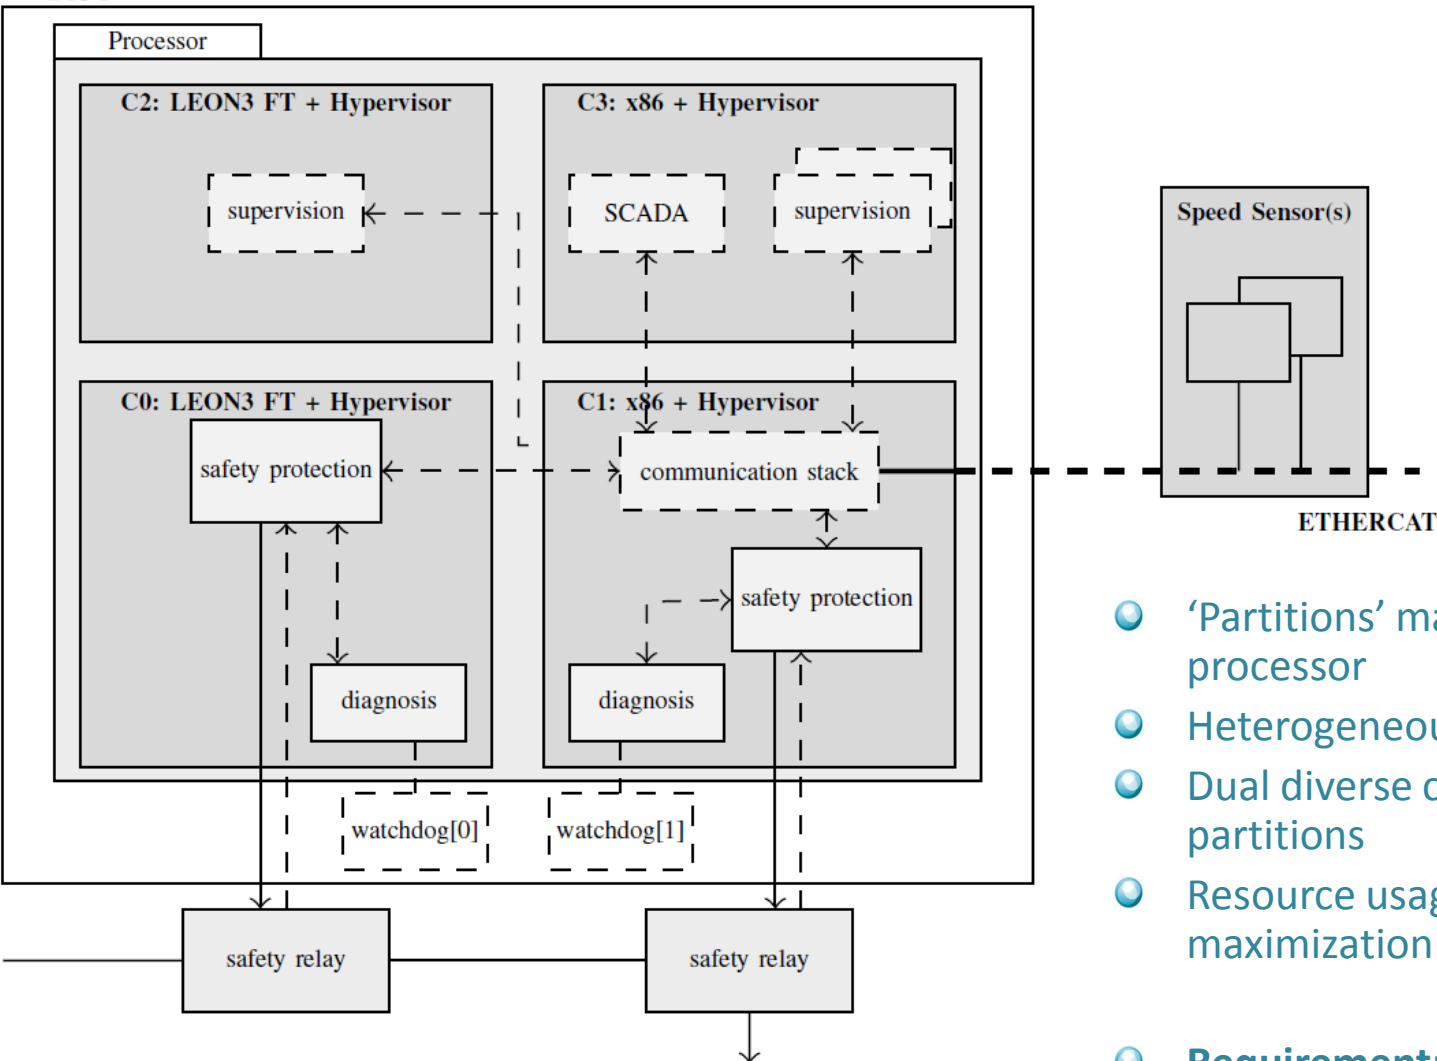 Processor
C2: LEON3 FT + Hypervisor
C3: x86 + Hypervisor
supervision
SCADA
supervision
Speed Sensor(s)
C0: LEON3 FT + Hypervisor
C1: x86 + Hypervisor
safety protection
communication stack
ETHERCAT
safety protection
diagnosis
diagnosis
watchdog[0]
watchdog[1]
safety relay
safety relay
‘Partitions’
processor
Dual diverse
partitions
Resource
maximization